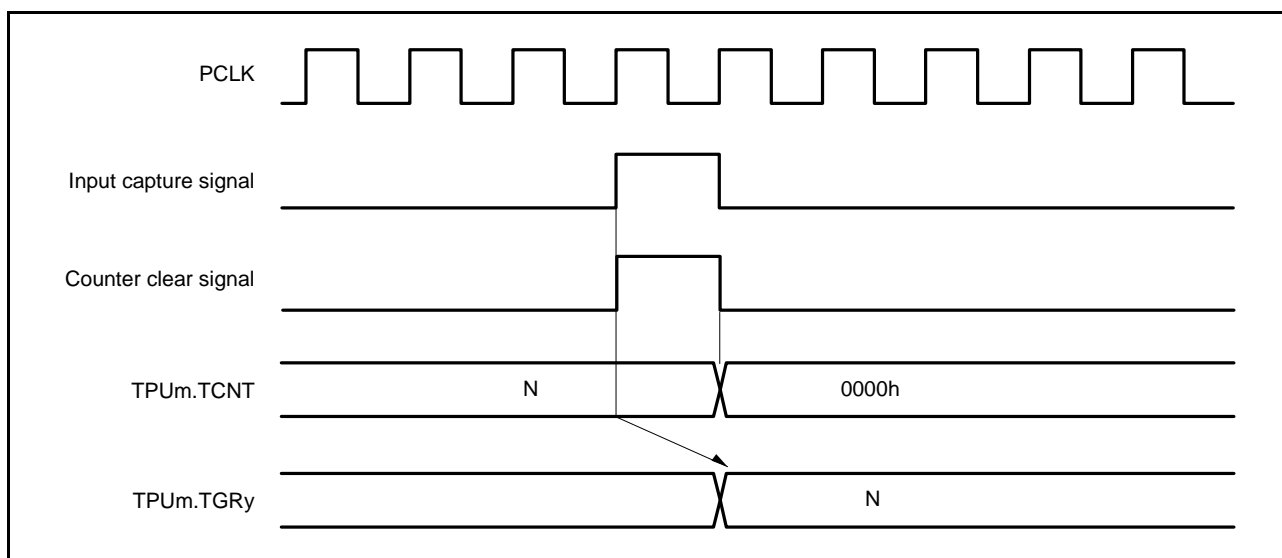 PCLK
Input capture signal
Counter clear signal
TPUm.TCNT
N
0000h
TPUm.TGRy
N